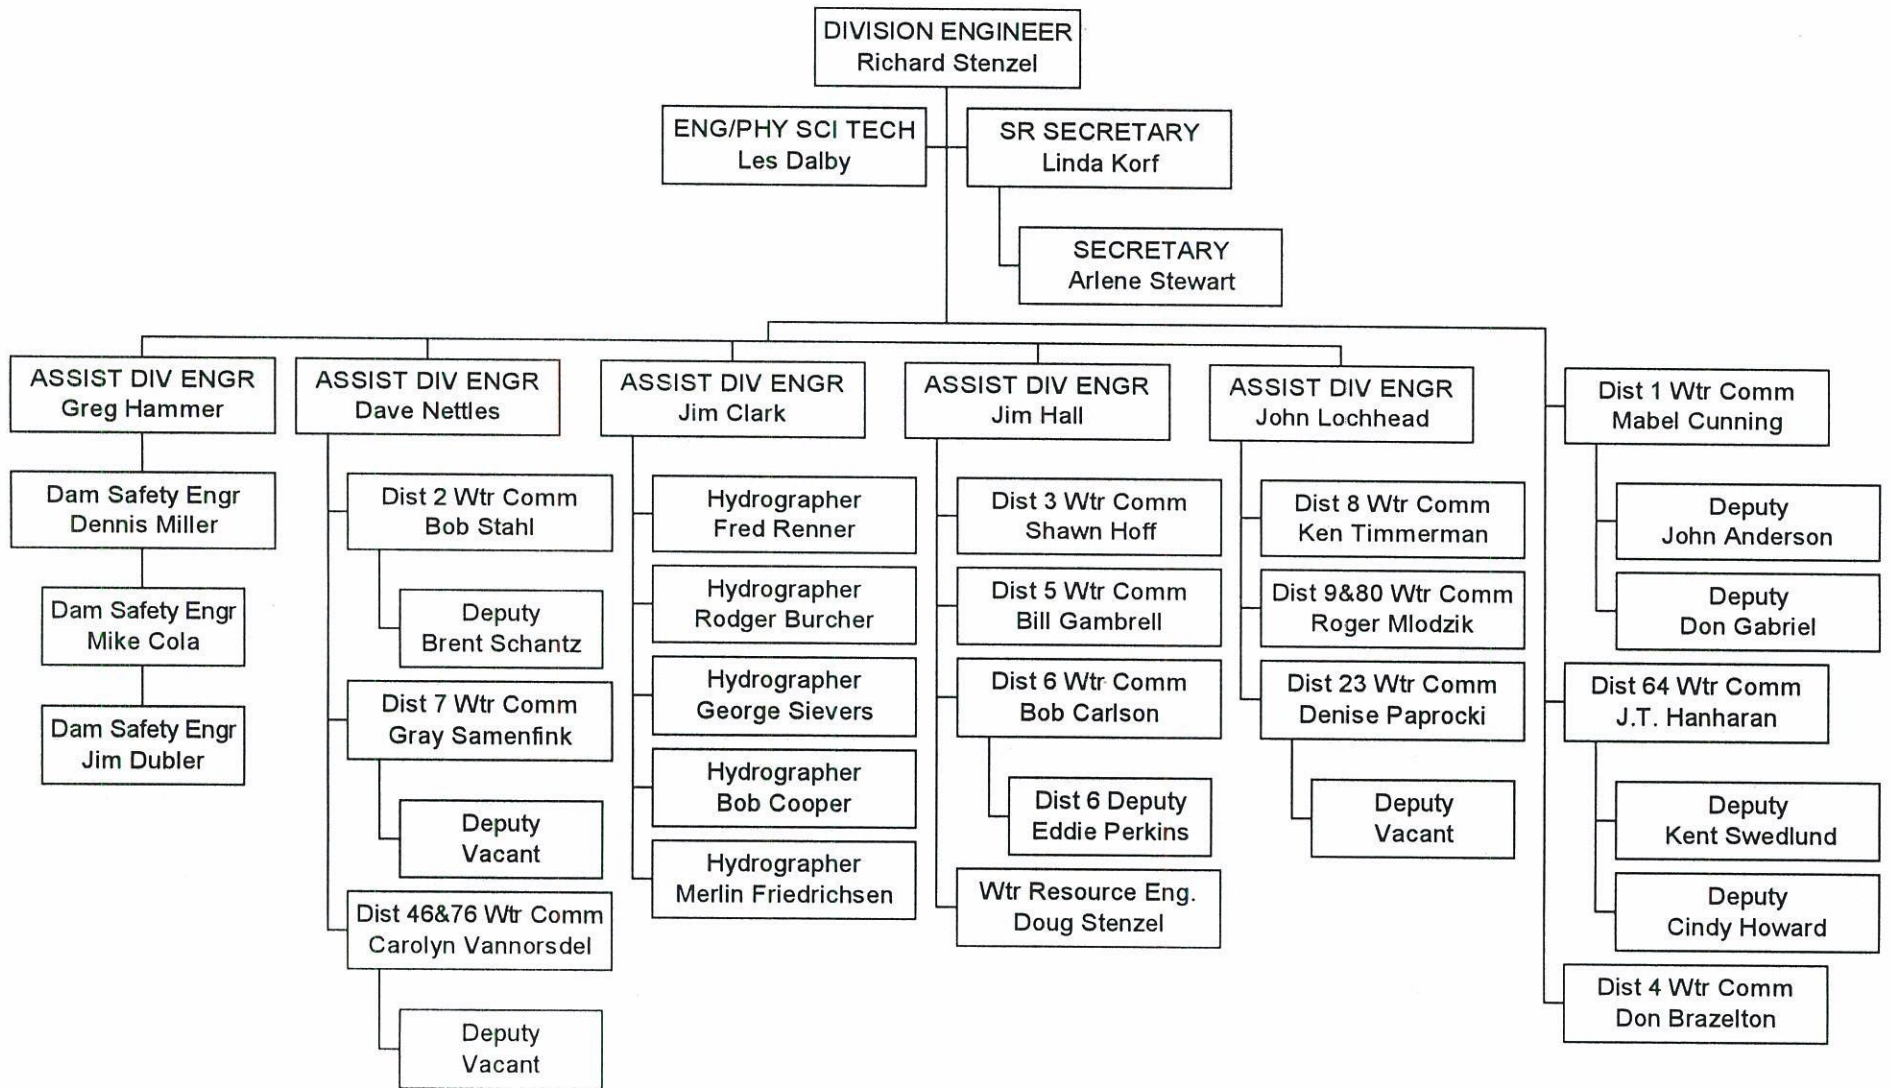 DIVISION ENGINEER
Richard Stenzel
ENG/PHY SCI TECH
Les Dalby
SR SECRETARY
Linda Korf
SECRETARY
Arlene Stewart
ASSIST DIV ENGR
Greg Hammer
Dam Safety Engr
Dennis Miller
Dam Safety Engr
Mike Cola
Dam Safety Engr
Jim Dubler
ASSIST DIV ENGR
Dave Nettles
Dist 2 Wtr Comm
Bob Stahl
Deputy
Brent Schantz
Dist 7 Wtr Comm
Gray Samenfink
Deputy
Vacant
Dist 46&76 Wtr Comm
Carolyn Vannorsdel
Deputy
Vacant
ASSIST DIV ENGR
Jim Clark
Hydrographer
Fred Renner
Hydrographer
Rodger Burcher
Hydrographer
George Sievers
Hydrographer
Bob Cooper
Hydrographer
Merlin Friedrichsen
ASSIST DIV ENGR
Jim Hall
Dist 3 Wtr Comm
Shawn Hoff
Dist 5 Wtr Comm
Bill Gambrell
Dist 6 Wtr Comm
Bob Carlson
Dist 6 Deputy
Eddie Perkins
Wtr Resource Eng.
Doug Stenzel
ASSIST DIV ENGR
John Lochhead
Dist 8 Wtr Comm
Ken Timmerman
Dist 9&80 Wtr Comm
Roger Mlodzik
Dist 23 Wtr Comm
Denise Paprocki
Deputy
Vacant
Dist 1 Wtr Comm
Mabel Cunning
Deputy
John Anderson
Deputy
Don Gabriel
Dist 64 Wtr Comm
J.T. Hanharan
Deputy
Kent Swedlund
Deputy
Cindy Howard
Dist 4 Wtr Comm
Don Brazelton